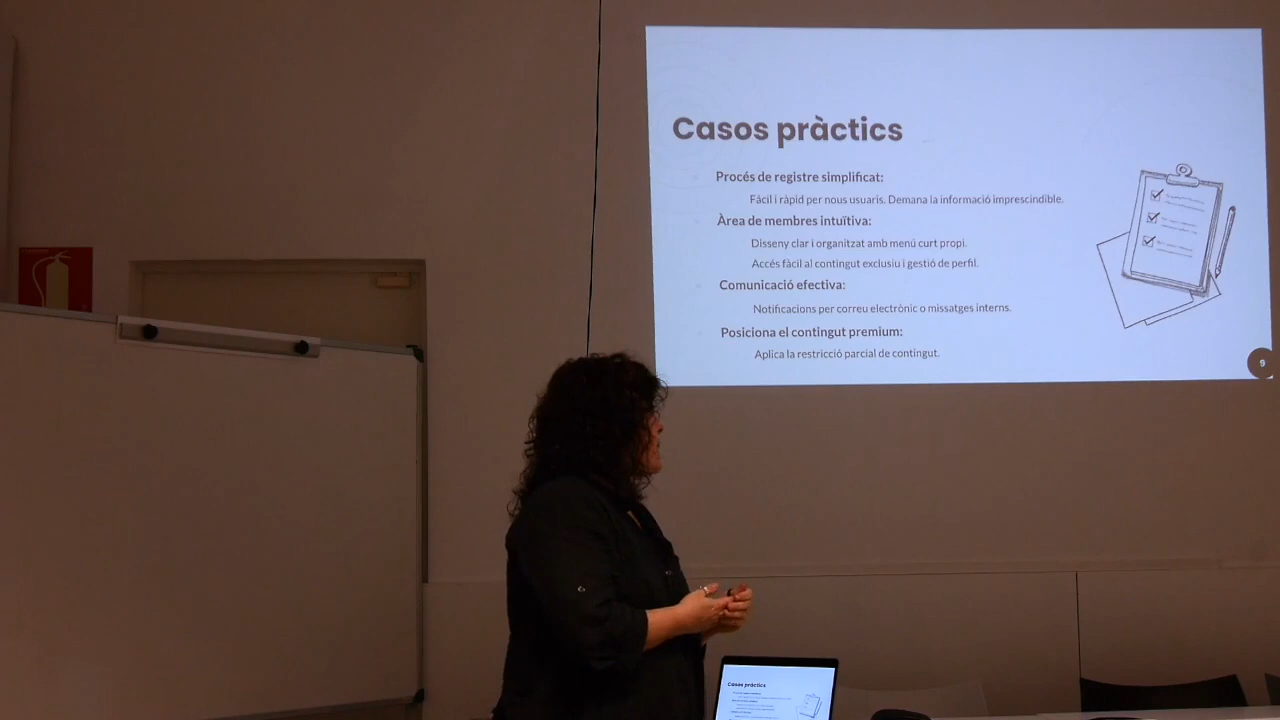 Casos pràctics
Procés de registre simplificat:
Fàcil i ràpid per nous usuaris. Demana la informació imprescindible.
Àrea de membres intuïtiva:
Disseny clar i organitzat amb menú curt propi.
Accés fàcil al contingut exclusiu i gestió de perfil.
Comunicació efectiva:
Notificacions per correu electrònic o missatges interns.
Posiciona el contingut premium:
Aplica la restricció parcial de contingut.
9
Casos pràctics